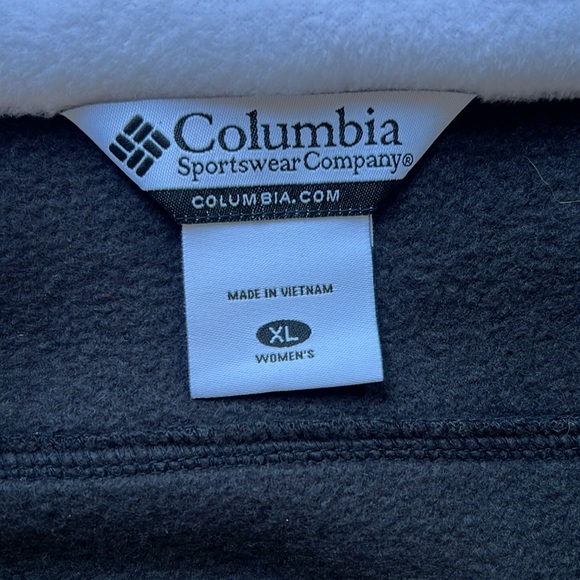 Columbia
Sportswear Company®
COLUMBIA.COM
MADE IN VIETNAM
XL
WOMEN'S